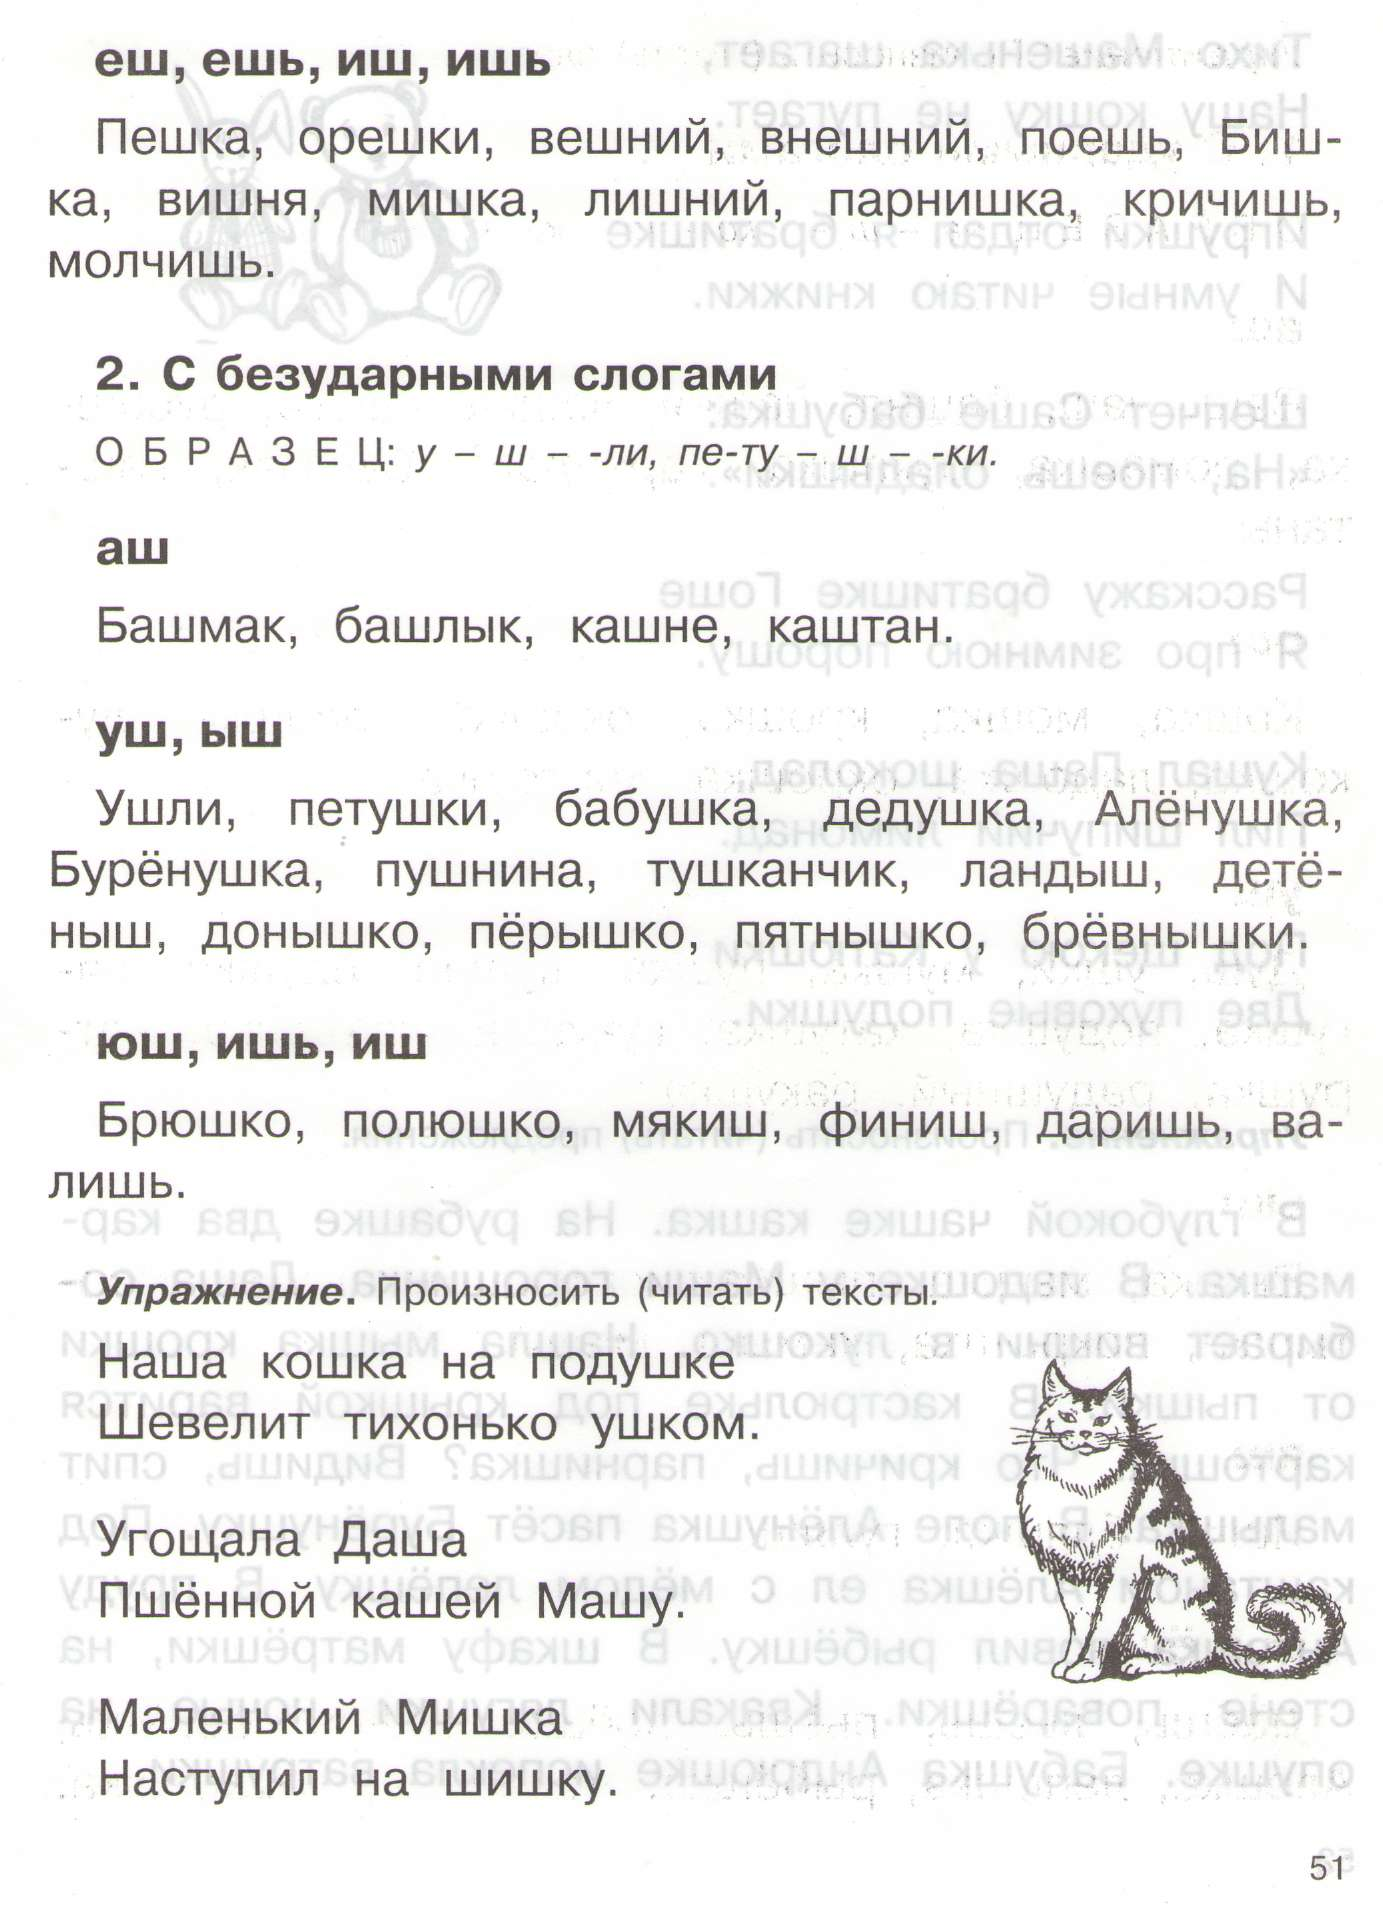 еш, ешь, иш, ишь
Пешка, орешки, вешний, внешний, поешь, Биш-
ка, вишня, мишка, лишний, парнишка, кричишь,
молчишь.
2. С безударными слогами
О Б Р А З Е Ц: у – ш – -ли, пе-ту – ш – -ки.
аш
Башмак, башлык, кашне, каштан.
уш, ыш
Ушли, петушки, бабушка, дедушка, Алёнушка,
Бурёнушка, пушнина, тушканчик, ландыш, детё-
ныш, донышко, пёрышко, пятнышко, брёвнышки.
юш, ишь, иш
Брюшко, полюшко, мякиш, финиш, даришь, ва-
лишь.
Упражнение. Произносить (читать) тексты.
Наша кошка на подушке
Шевелит тихонько ушком.
Угощала Даша
Пшённой кашей Машу.
Маленький Мишка
Наступил на шишку.
51